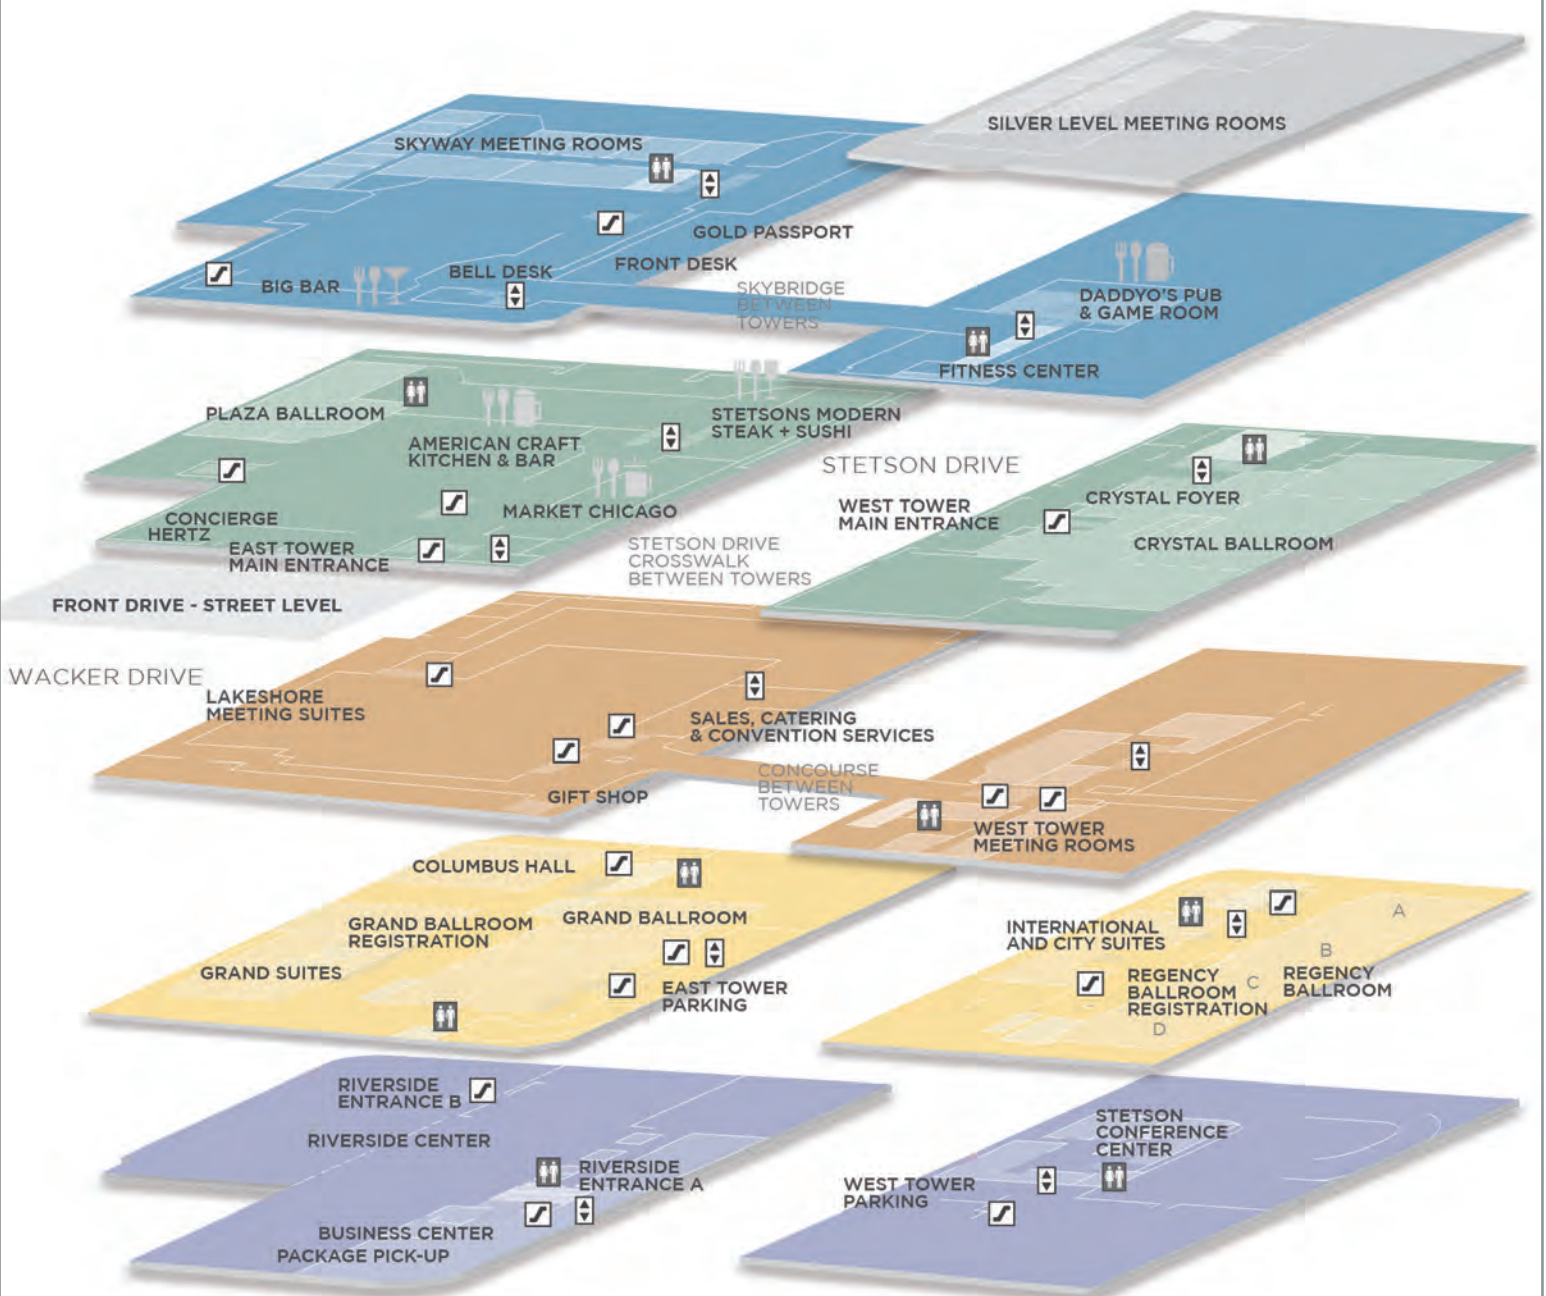 SILVER LEVEL MEETING ROOMS
SKYWAY MEETING ROOMS
GOLD PASSPORT
FRONT DESK
BELL DESK
BIG BAR
SKYBRIDGE
BETWEEN
TOWERS
DADDYO'S PUB
& GAME ROOM
FITNESS CENTER
PLAZA BALLROOM
AMERICAN CRAFT
KITCHEN & BAR
STETSONS MODERN
STEAK + SUSHI
MARKET CHICAGO
CONCIERGE
HERTZ
EAST TOWER
MAIN ENTRANCE
STETSON DRIVE
WEST TOWER
MAIN ENTRANCE
CRYSTAL FOYER
CRYSTAL BALLROOM
STETSON DRIVE
CROSSWALK
BETWEEN TOWERS
FRONT DRIVE - STREET LEVEL
WACKER DRIVE
LAKESHORE
MEETING SUITES
SALES, CATERING
& CONVENTION SERVICES
GIFT SHOP
CONCOURSE
BETWEEN
TOWERS
WEST TOWER
MEETING ROOMS
COLUMBUS HALL
GRAND BALLROOM
REGISTRATION
GRAND BALLROOM
GRAND SUITES
EAST TOWER
PARKING
INTERNATIONAL
AND CITY SUITES
A
B
C
D
REGENCY
BALLROOM
REGISTRATION
REGENCY
BALLROOM
RIVERSIDE
ENTRANCE B
RIVERSIDE CENTER
RIVERSIDE
ENTRANCE A
BUSINESS CENTER
PACKAGE PICK-UP
STETSON
CONFERENCE
CENTER
WEST TOWER
PARKING